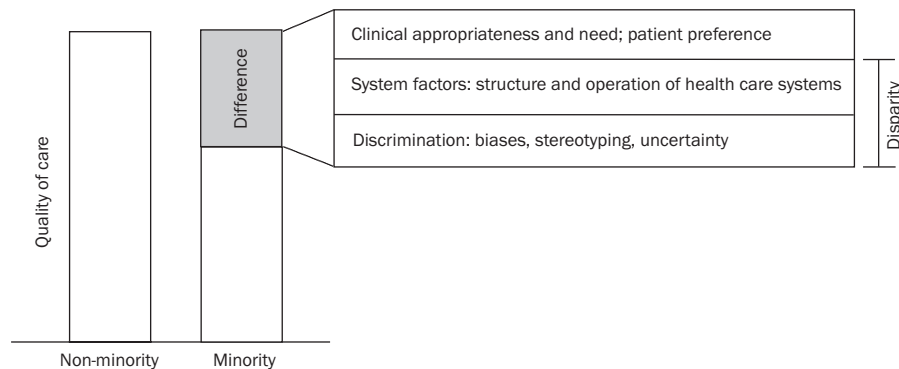 Quality of care
Difference
Clinical appropriateness and need; patient preference
System factors: structure and operation of health care systems
Discrimination: biases, stereotyping, uncertainty
Disparity
Non-minority
Minority